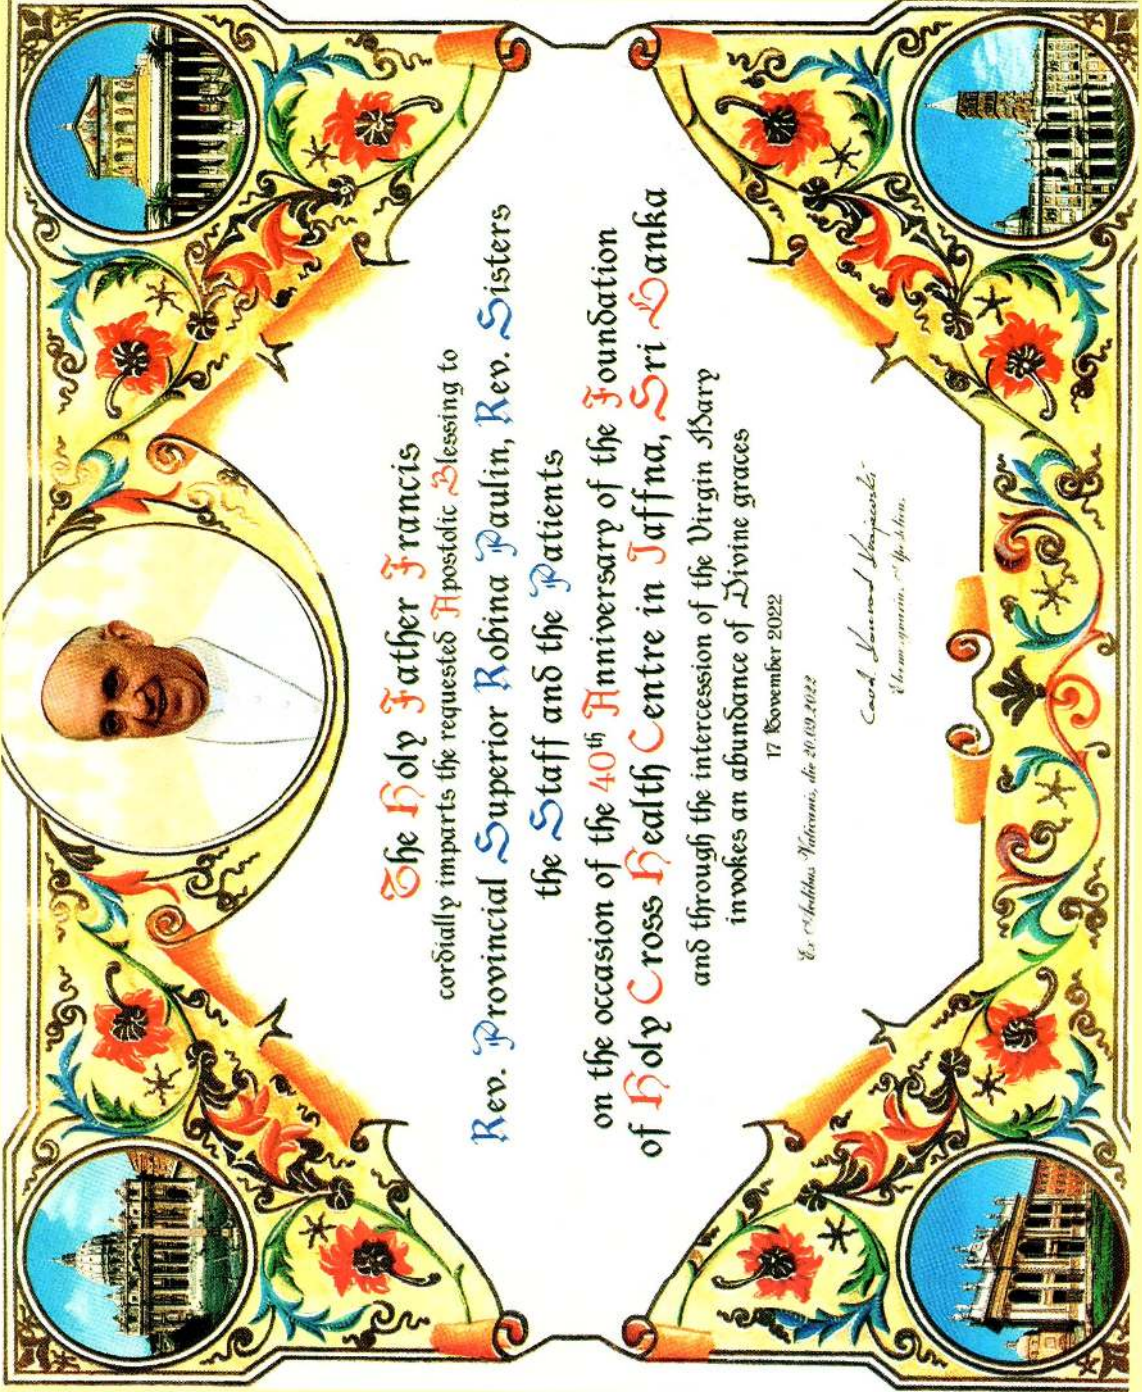 The Holy Father Francis
cordially imparts the requested Apostolic Blessing to
Rev. Provincial Superior Robina Paulin, Rev. Sisters
the Staff and the Patients
on the occasion of the 40th Anniversary of the Foundation
of Holy Cross Health Centre in Jaffna, Sri Lanka
and through the intercession of the Virgin Mary
invokes an abundance of Divine graces
17 November 2022
Ex Aedibus Vaticanis, die 20.09.2022
Card.